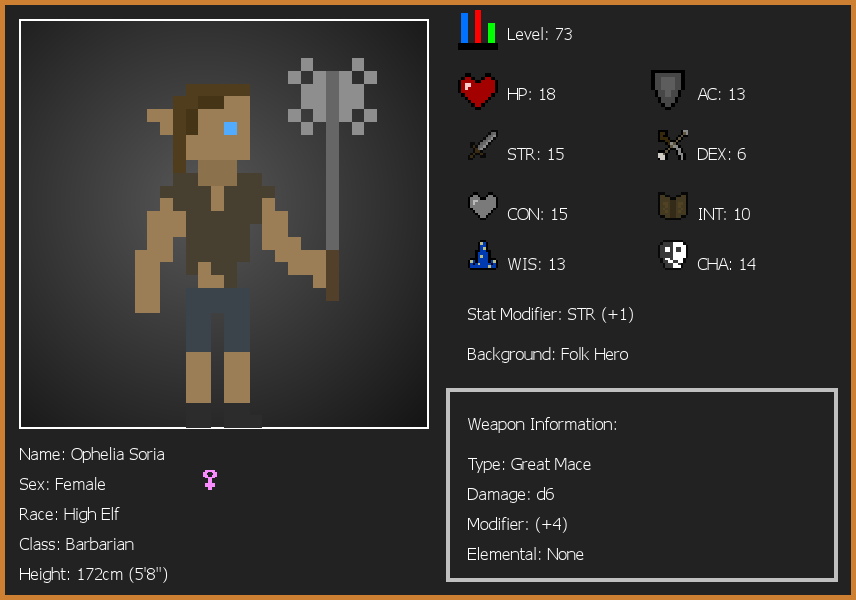 Level: 73
HP: 18
AC: 13
STR: 15
DEX: 6
CON: 15
INT: 10
WIS: 13
CHA: 14
Stat Modifier: STR (+1)
Background: Folk Hero
Weapon Information:
Type: Great Mace
Damage: d6
Modifier: (+4)
Elemental: None
Name: Ophelia Soria
Sex: Female
Race: High Elf
Class: Barbarian
Height: 172cm (5'8")